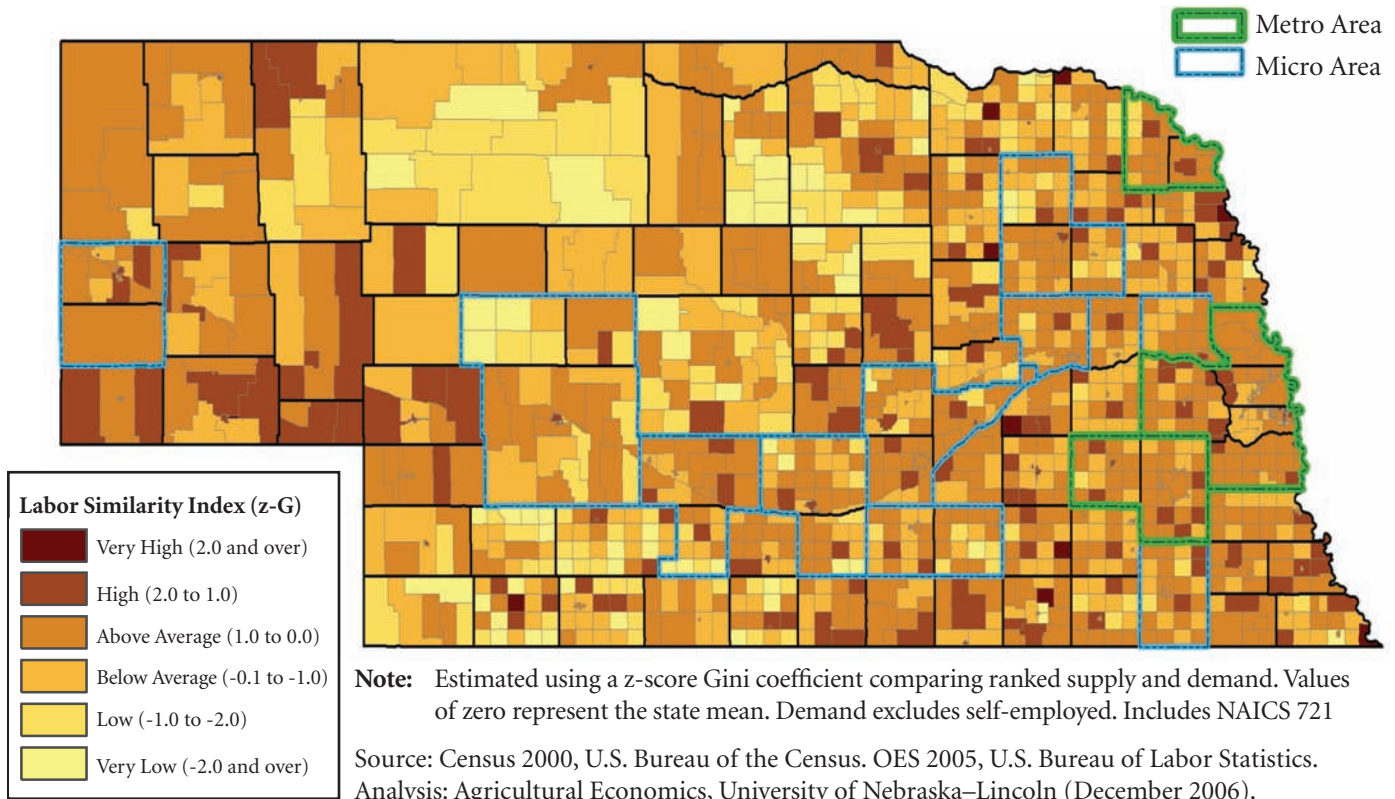 Metro Area
Micro Area
Labor Similarity Index (z-G)
Very High (2.0 and over)
High (2.0 to 1.0)
Above Average (1.0 to 0.0)
Below Average (-0.1 to -1.0)
Low (-1.0 to -2.0)
Very Low (-2.0 and over)
Note: Estimated using a z-score Gini coefficient comparing ranked supply and demand. Values
of zero represent the state mean. Demand excludes self-employed. Includes NAICS 721
Source: Census 2000, U.S. Bureau of the Census. OES 2005, U.S. Bureau of Labor Statistics.
Analysis: Agricultural Economics, University of Nebraska–Lincoln (December 2006).